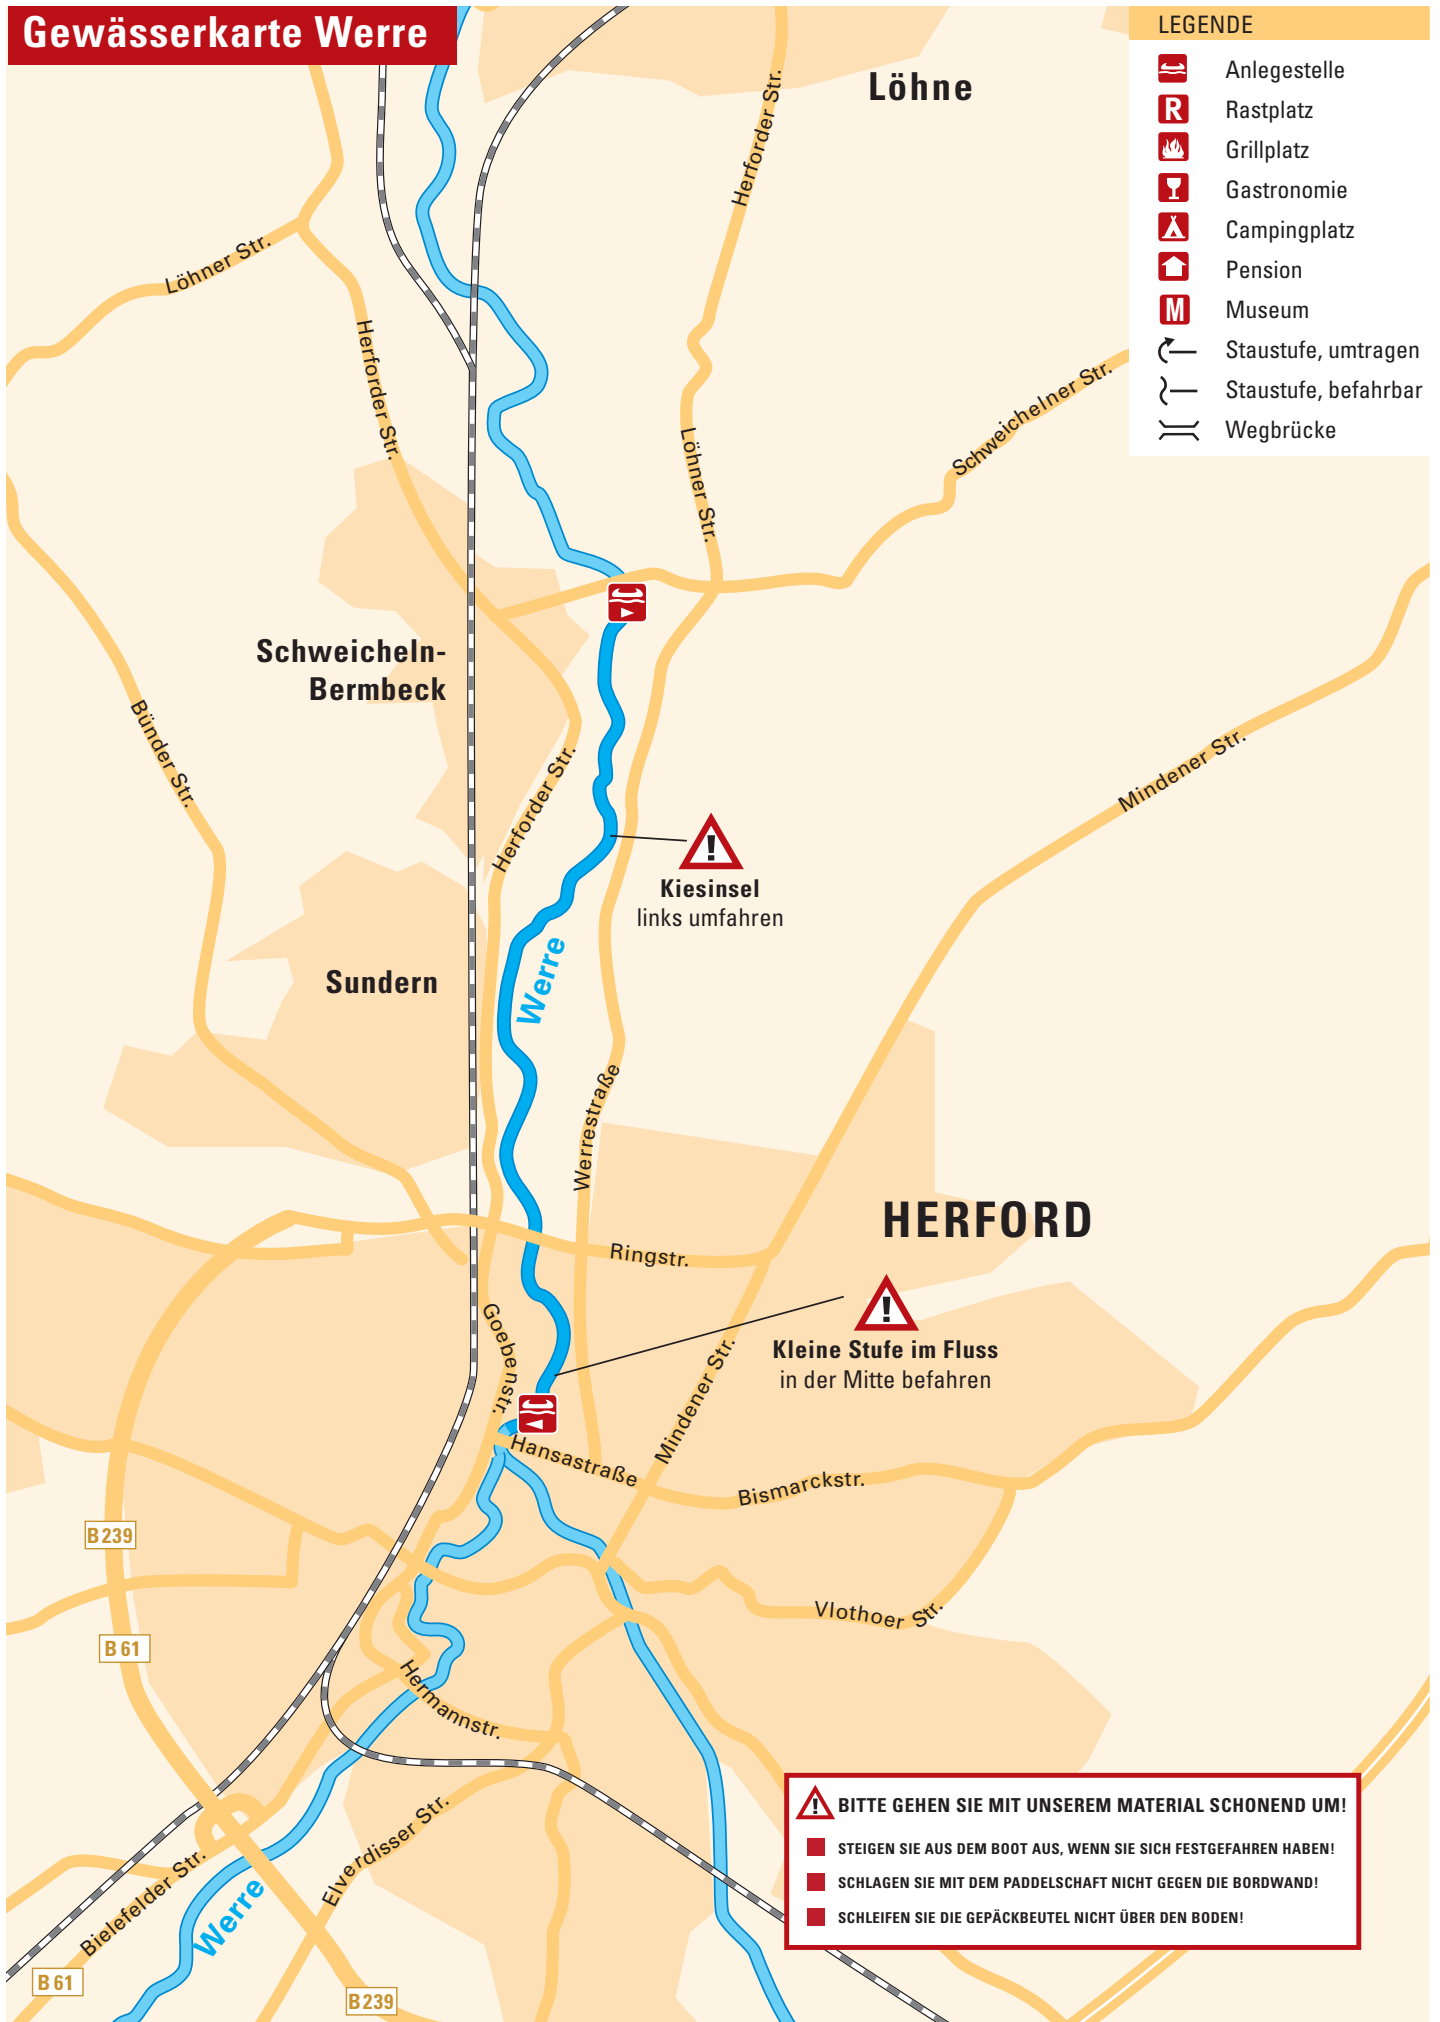 Gewässerkarte Werre
LEGENDE
Anlegestelle
R Rastplatz
Grillplatz
Gastronomie
Campingplatz
Pension
M Museum
Staustufe, umtragen
Staustufe, befahrbar
Wegbrücke
Löhne
Herforder Str.
Löhner Str.
Herforder Str.
Schweichelner Str.
Löhner Str.
Schweicheln-
Bermbeck
Bünder Str.
Mindener Str.
Herforder Str.
!
Kiesinsel
links umfahren
Werre
Sundern
Werrestraße
HERFORD
Ringstr.
!
Kleine Stufe im Fluss
in der Mitte befahren
Goebenstr.
Mindener Str.
Hansastraße
Bismarckstr.
B 239
Vlothoer Str.
B 61
Hermannstr.
! BITTE GEHEN SIE MIT UNSEREM MATERIAL SCHONEND UM!
STEIGEN SIE AUS DEM BOOT AUS, WENN SIE SICH FESTGEFAHREN HABEN!
SCHLAGEN SIE MIT DEM PADDELSCHAFT NICHT GEGEN DIE BORDWAND!
SCHLEIFEN SIE DIE GEPÄCKBEUTEL NICHT ÜBER DEN BODEN!
Elverdisser Str.
Bielefelder Str.
Werre
B 61
B 239